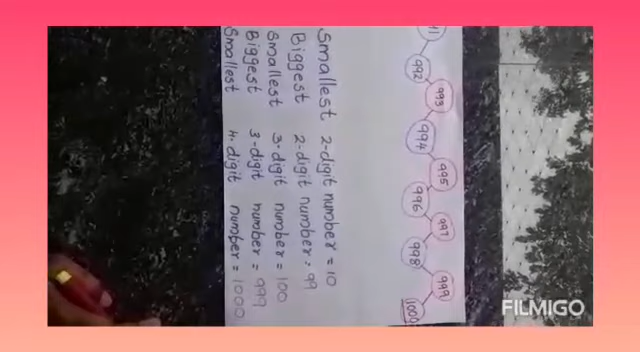 992
993
994
995
996
997
998
999
1000
Smallest 2-digit number = 10
Biggest 2-digit number = 99
Smallest 3-digit number = 100
Biggest 3-digit number = 999
Smallest 4-digit number = 1000
FILMIGO